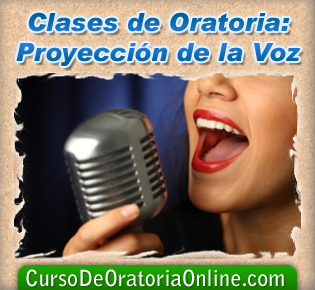 Clases de Oratoria:
Proyección de la Voz
CursoDeOratoriaOnline.com